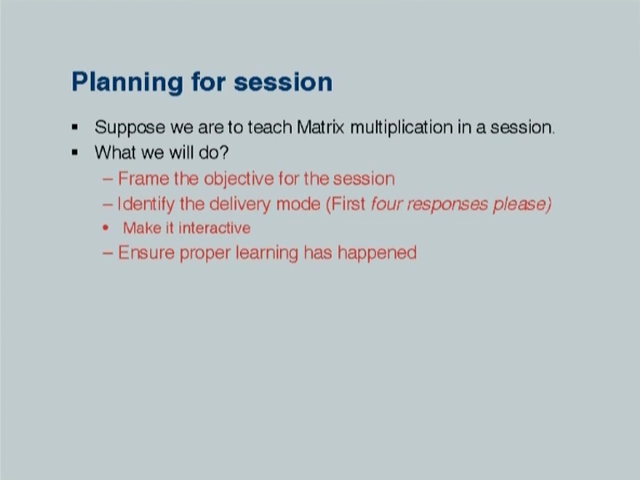 Planning for session
▪ Suppose we are to teach Matrix multiplication in a session.
▪ What we will do?
– Frame the objective for the session
– Identify the delivery mode (First four responses please)
• Make it interactive
– Ensure proper learning has happened